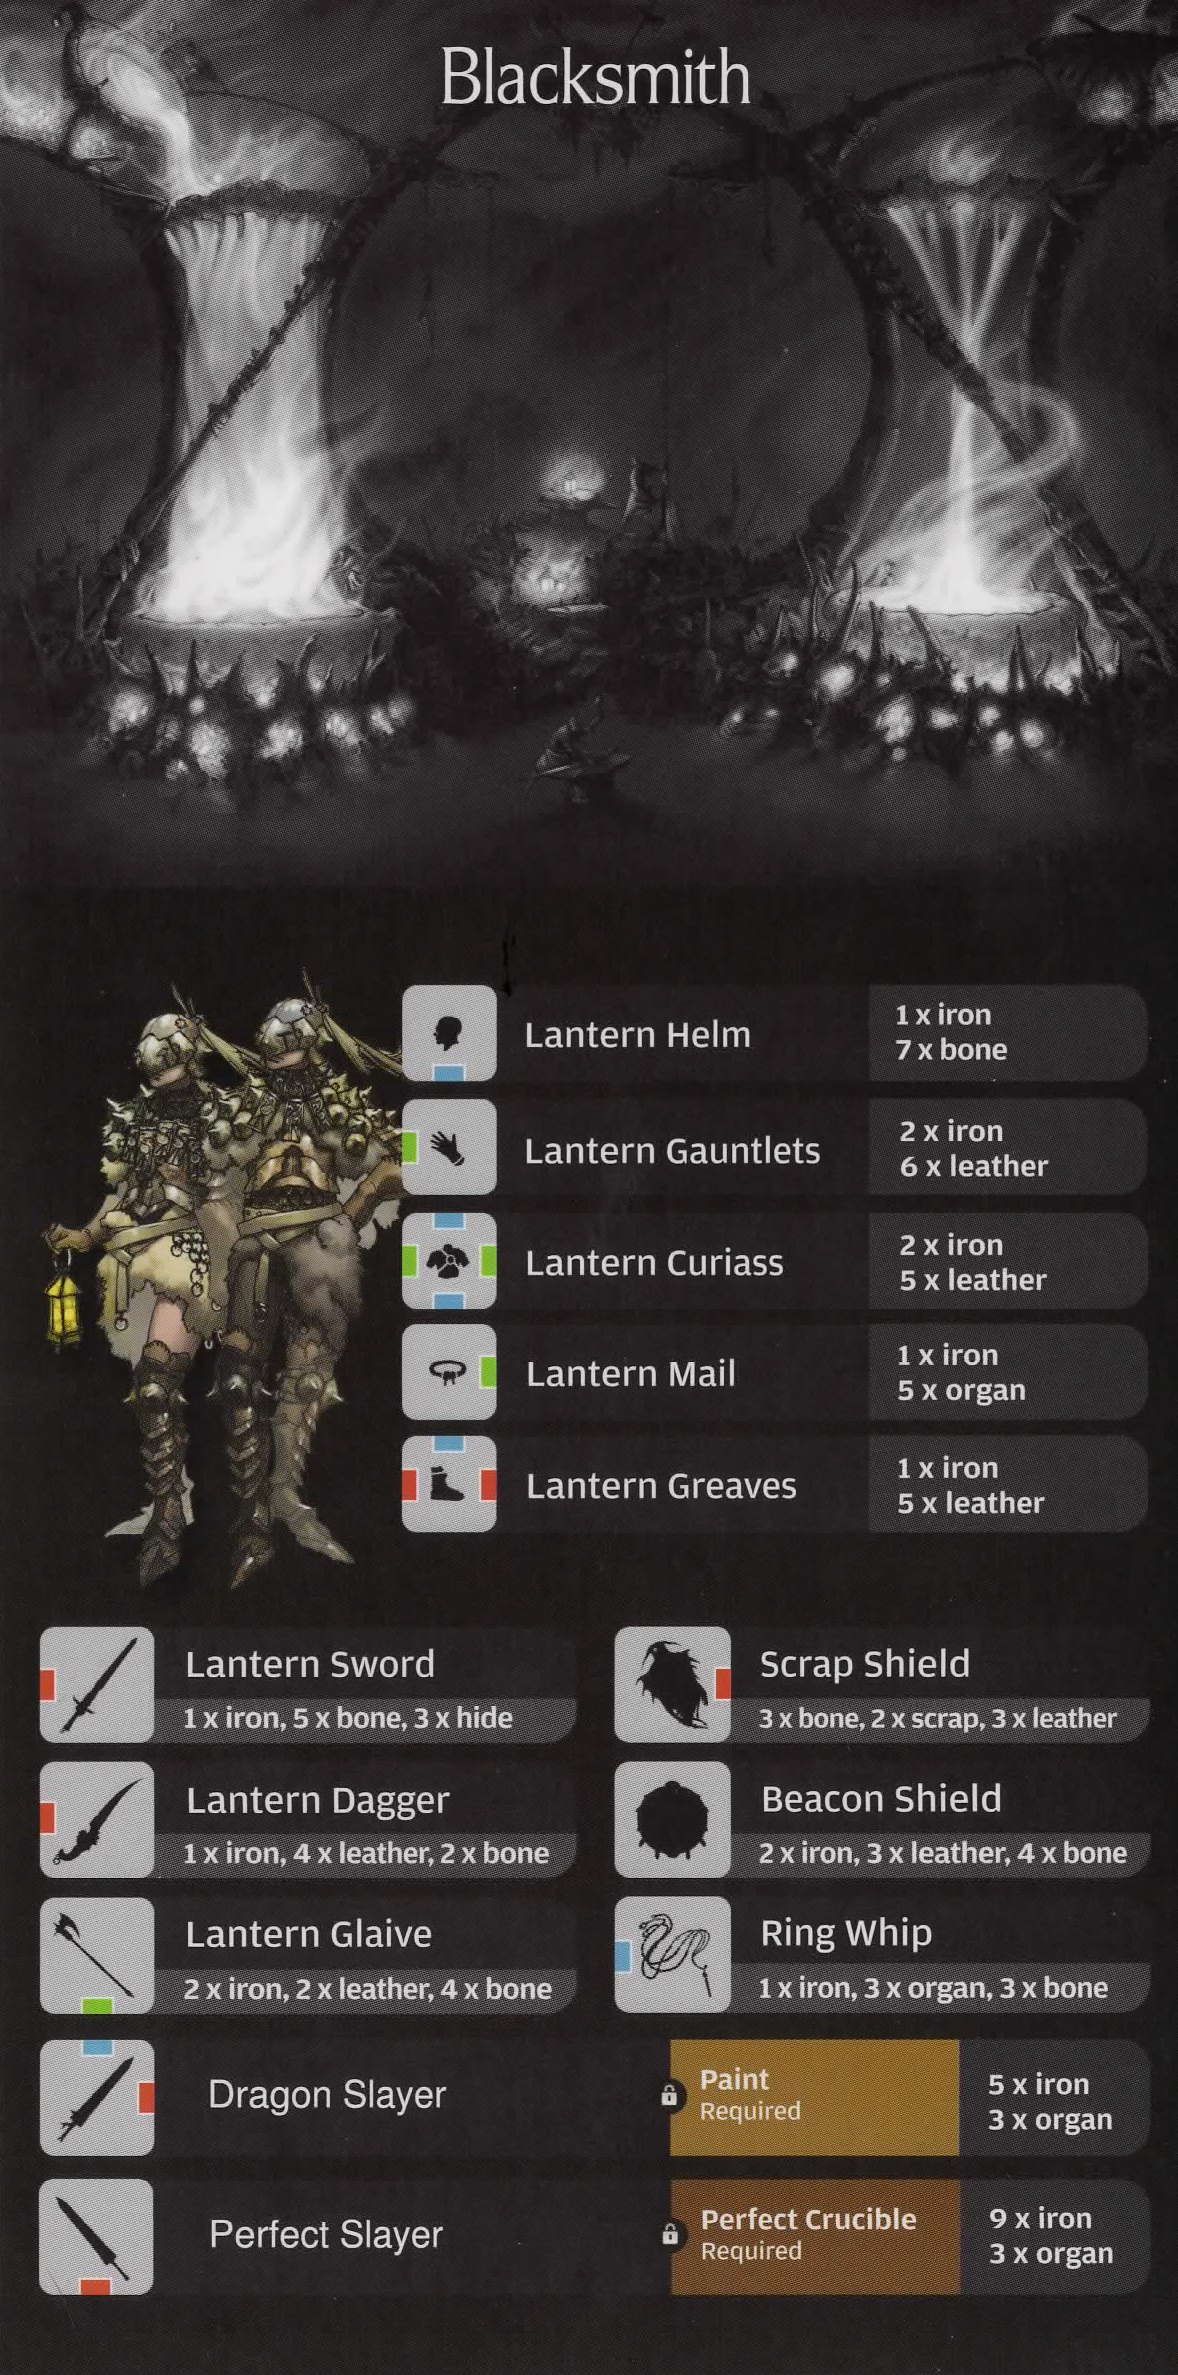 Blacksmith
Lantern Helm
1 x iron
7 x bone
Lantern Gauntlets
2 x iron
6 x leather
Lantern Curiass
2 x iron
5 x leather
Lantern Mail
1 x iron
5 x organ
Lantern Greaves
1 x iron
5 x leather
Lantern Sword
1 x iron, 5 x bone, 3 x hide
Scrap Shield
3 x bone, 2 x scrap, 3 x leather
Lantern Dagger
1 x iron, 4 x leather, 2 x bone
Beacon Shield
2 x iron, 3 x leather, 4 x bone
Lantern Glaive
2 x iron, 2 x leather, 4 x bone
Ring Whip
1 x iron, 3 x organ, 3 x bone
Dragon Slayer
Paint
Required
5 x iron
3 x organ
Perfect Slayer
Perfect Crucible
Required
9 x iron
3 x organ